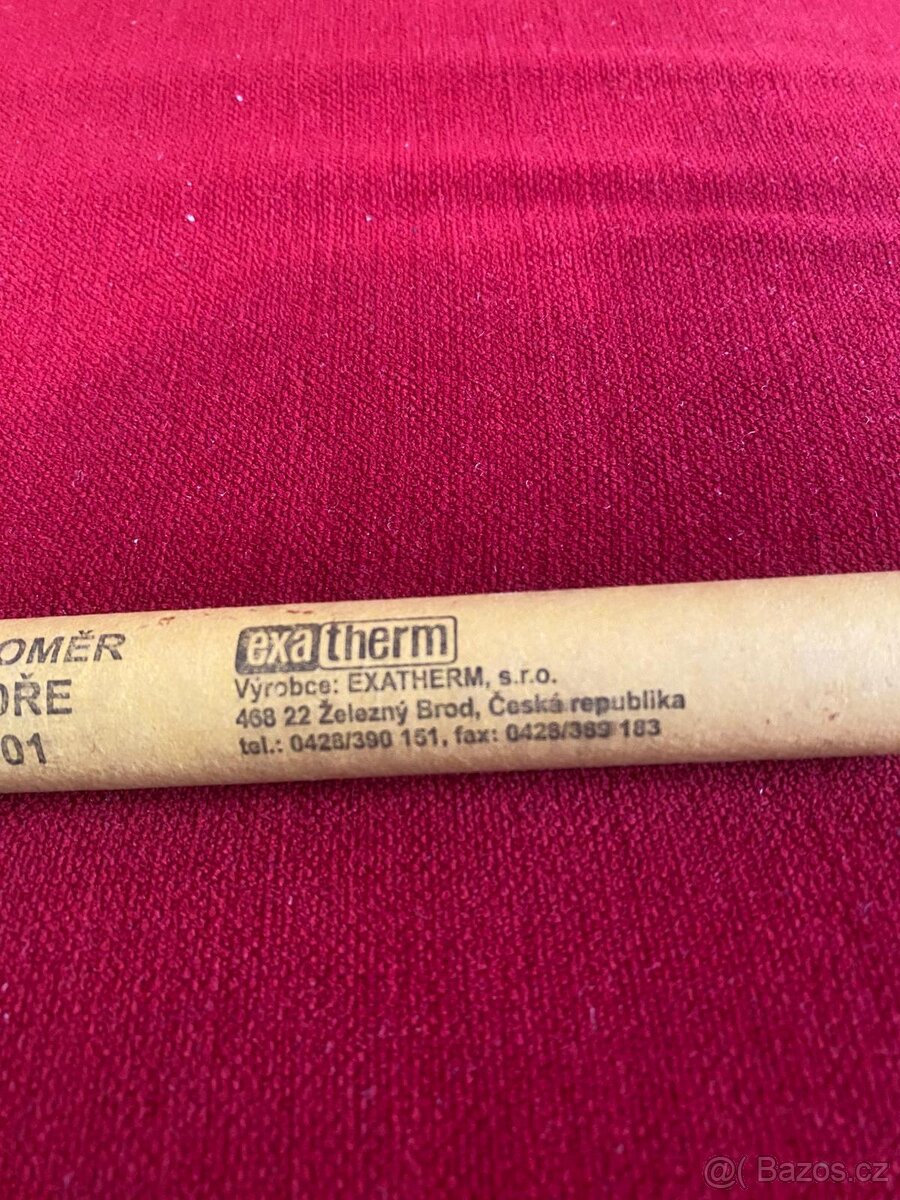 OMĚR
OŘE
01
exatherm
Výrobce: EXATHERM, s.r.o.
468 22 Železný Brod, Česká republika
tel.: 0428/390 151, fax: 0428/389 183
@( Bazos.cz